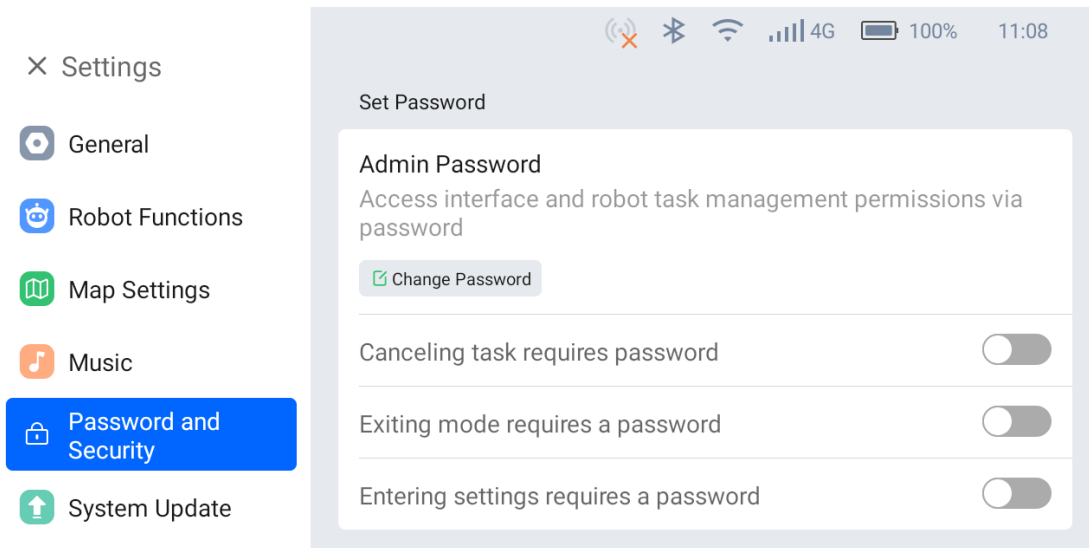 4G 100% 11:08
Settings
General
Robot Functions
Map Settings
Music
Password and
Security
System Update
Set Password
Admin Password
Access interface and robot task management permissions via
password
Change Password
Canceling task requires password
Exiting mode requires a password
Entering settings requires a password